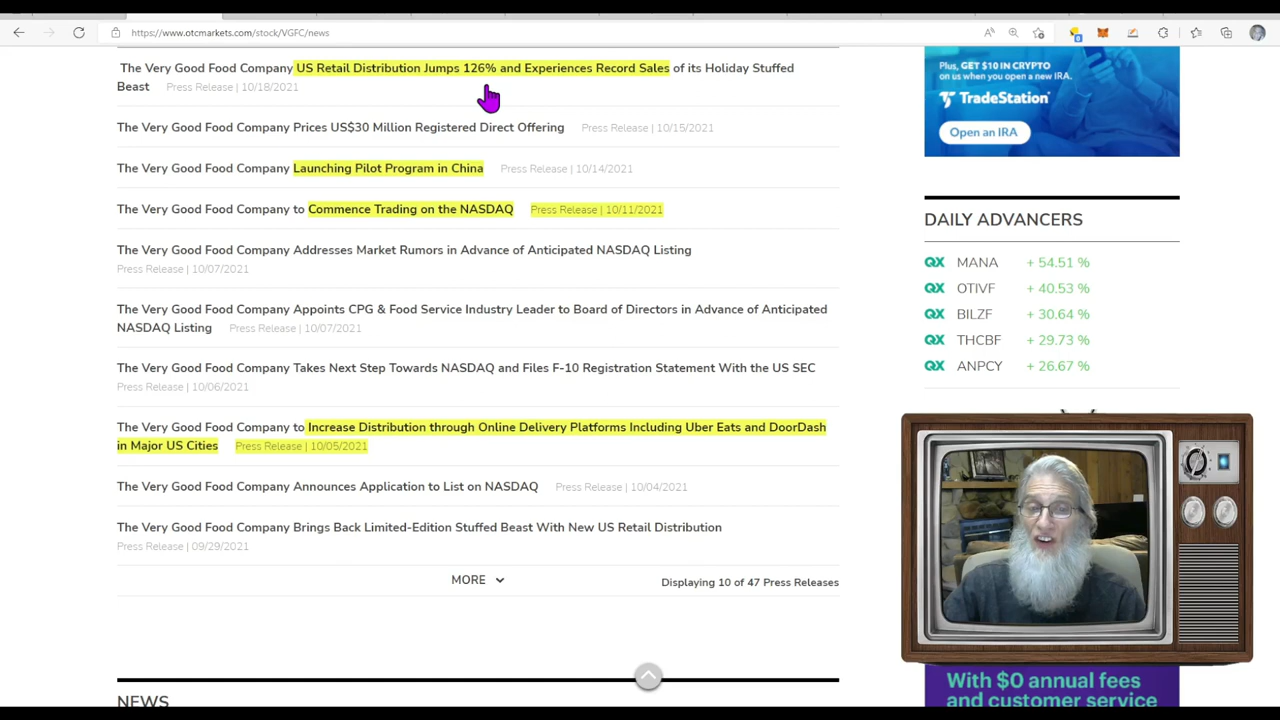 https://www.otcmarkets.com/stock/VGFC/news
The Very Good Food Company US Retail Distribution Jumps 126% and Experiences Record Sales of its Holiday Stuffed
Beast Press Release | 10/18/2021
The Very Good Food Company Prices US$30 Million Registered Direct Offering Press Release | 10/15/2021
The Very Good Food Company Launching Pilot Program in China Press Release | 10/14/2021
The Very Good Food Company to Commence Trading on the NASDAQ Press Release | 10/11/2021
The Very Good Food Company Addresses Market Rumors in Advance of Anticipated NASDAQ Listing
Press Release | 10/07/2021
The Very Good Food Company Appoints CPG & Food Service Industry Leader to Board of Directors in Advance of Anticipated
NASDAQ Listing Press Release | 10/07/2021
The Very Good Food Company Takes Next Step Towards NASDAQ and Files F-10 Registration Statement With the US SEC
Press Release | 10/06/2021
The Very Good Food Company to Increase Distribution through Online Delivery Platforms Including Uber Eats and DoorDash
in Major US Cities Press Release | 10/05/2021
The Very Good Food Company Announces Application to List on NASDAQ Press Release | 10/04/2021
The Very Good Food Company Brings Back Limited-Edition Stuffed Beast With New US Retail Distribution
Press Release | 09/29/2021
MORE
Displaying 10 of 47 Press Releases
NEWS
Plus, GET $10 IN CRYPTO
on us when you open a new IRA.
TradeStation
Open an IRA
DAILY ADVANCERS
QX MANA + 54.51 %
QX OTIVF + 40.53 %
QX BILZF + 30.64 %
QX THCBF + 29.73 %
QX ANPCY + 26.67 %
With $0 annual fees
and customer service